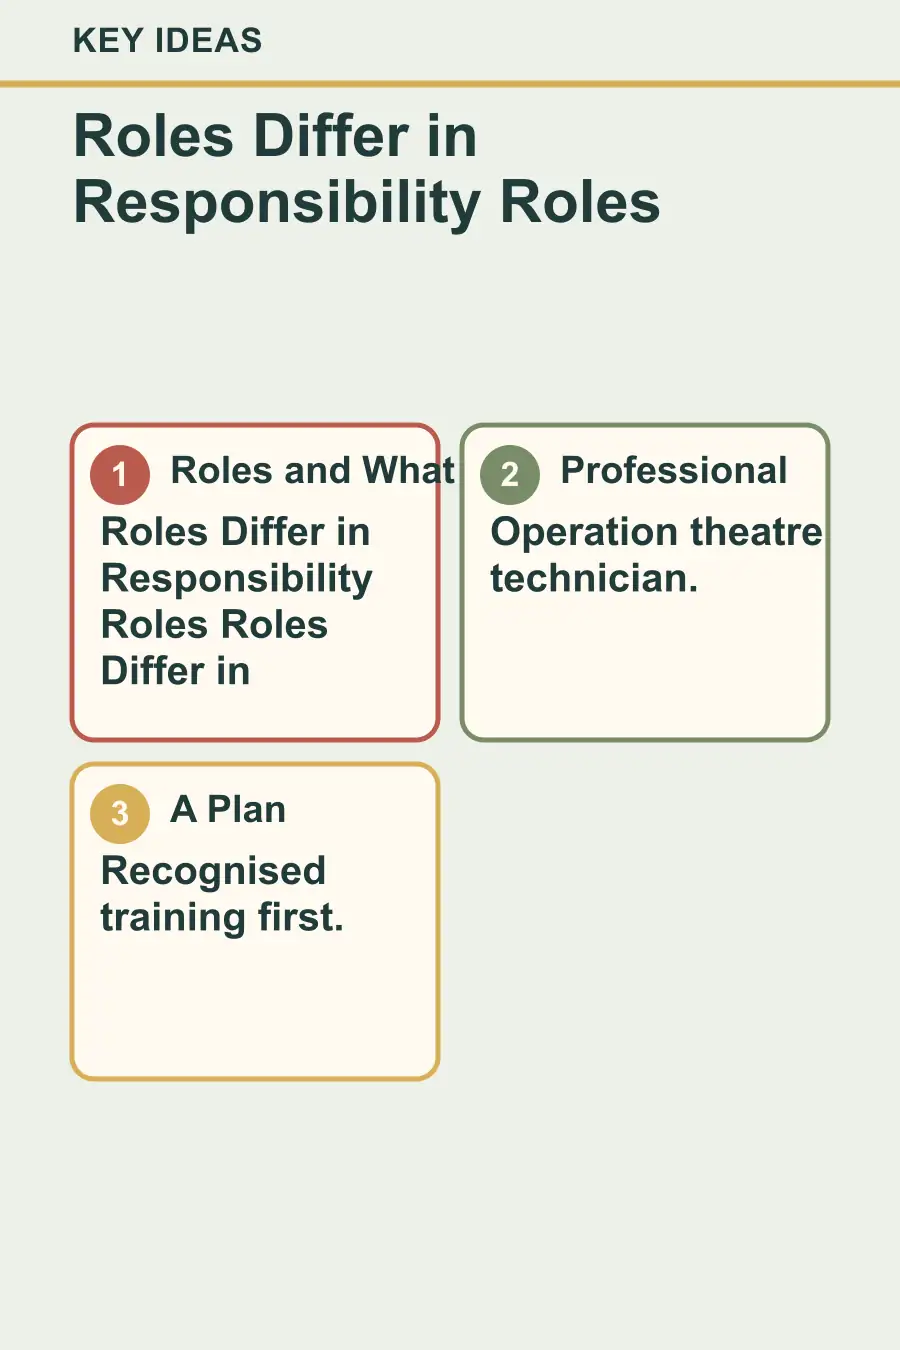 KEY IDEAS
Roles Differ in
Responsibility Roles
1 Roles and What
Roles Differ in
Responsibility
Roles Roles
Differ in
2 Professional
Operation theatre
technician.
3 A Plan
Recognised
training first.